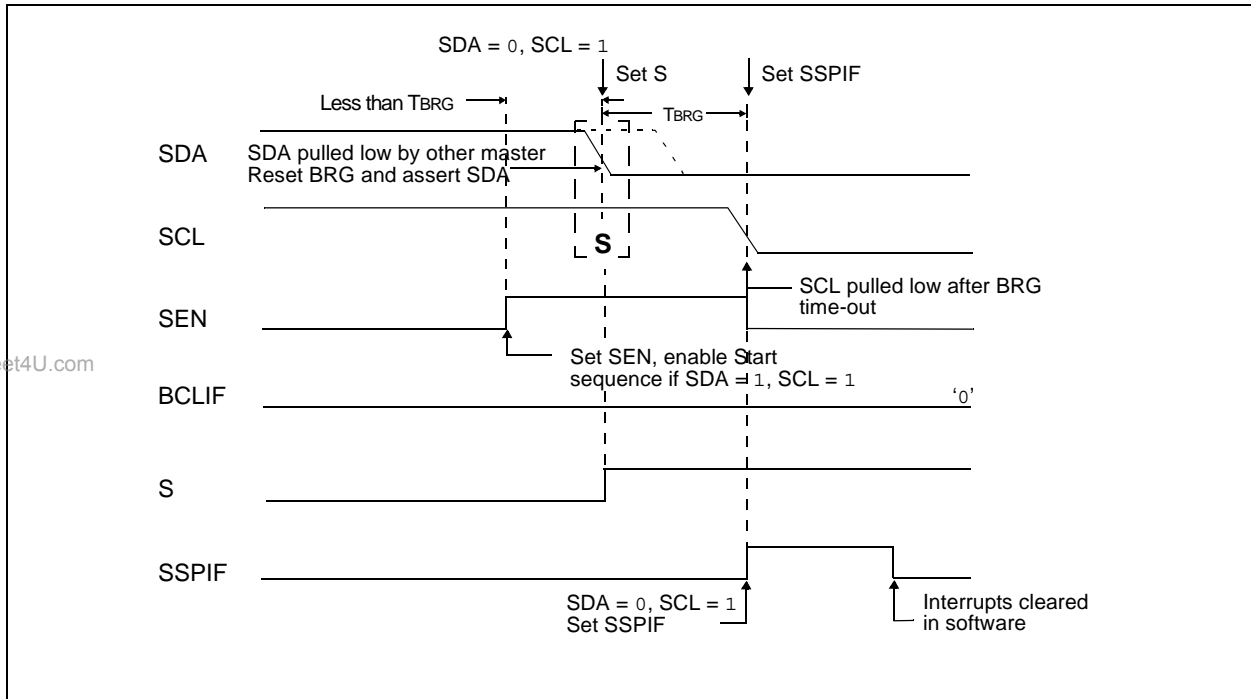 SDA = 0, SCL = 1
Set S
Set SSPIF
Less than TBRG
TBRG
SDA
SDA pulled low by other master
Reset BRG and assert SDA
SCL
S
SCL pulled low after BRG
time-out
SEN
Set SEN, enable Start
sequence if SDA = 1, SCL = 1
et4U.com
BCLIF
‘0’
S
SSPIF
SDA = 0, SCL = 1
Set SSPIF
Interrupts cleared
in software